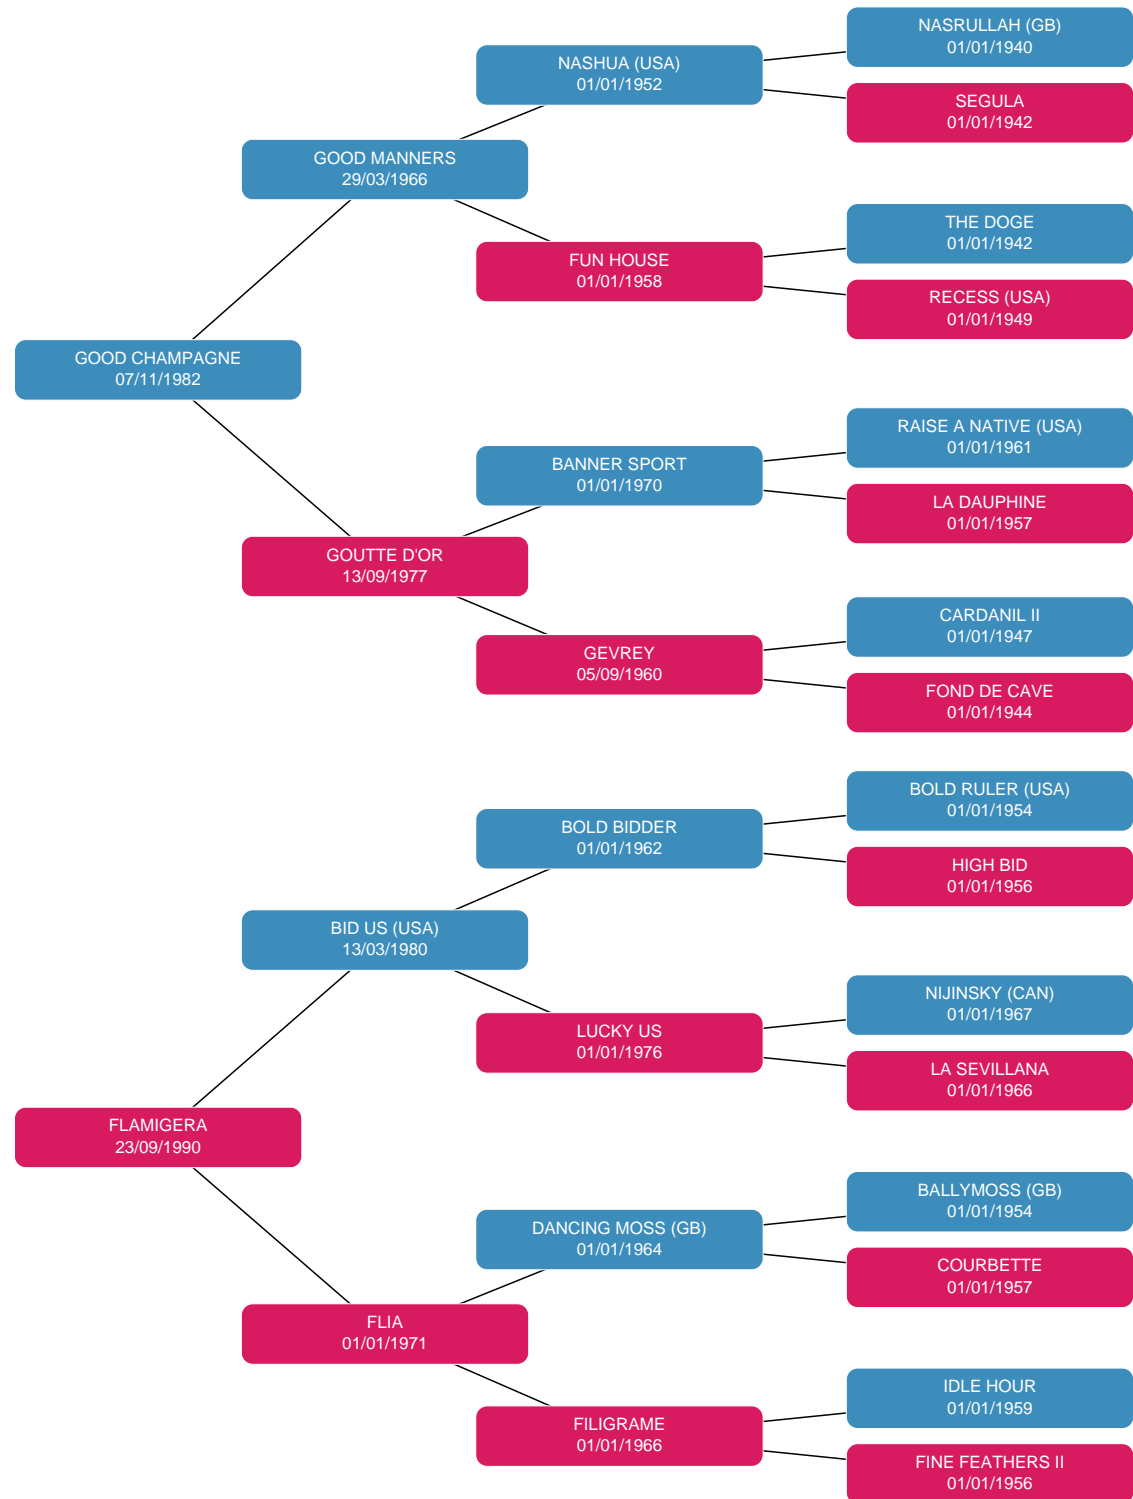 NASRULLAH (GB)
01/01/1940
NASHUA (USA)
01/01/1952
SEGULA
01/01/1942
GOOD MANNERS
29/03/1966
THE DOGE
01/01/1942
FUN HOUSE
01/01/1958
RECESS (USA)
01/01/1949
GOOD CHAMPAGNE
07/11/1982
RAISE A NATIVE (USA)
01/01/1961
BANNER SPORT
01/01/1970
LA DAUPHINE
01/01/1957
GOUTTE D'OR
13/09/1977
CARDANIL II
01/01/1947
GEVREY
05/09/1960
FOND DE CAVE
01/01/1944
BOLD RULER (USA)
01/01/1954
BOLD BIDDER
01/01/1962
HIGH BID
01/01/1956
BID US (USA)
13/03/1980
NIJINSKY (CAN)
01/01/1967
LUCKY US
01/01/1976
LA SEVILLANA
01/01/1966
FLAMIGERA
23/09/1990
BALLYMOSS (GB)
01/01/1954
DANCING MOSS (GB)
01/01/1964
COURBETTE
01/01/1957
FLIA
01/01/1971
IDLE HOUR
01/01/1959
FILIGRAME
01/01/1966
FINE FEATHERS II
01/01/1956